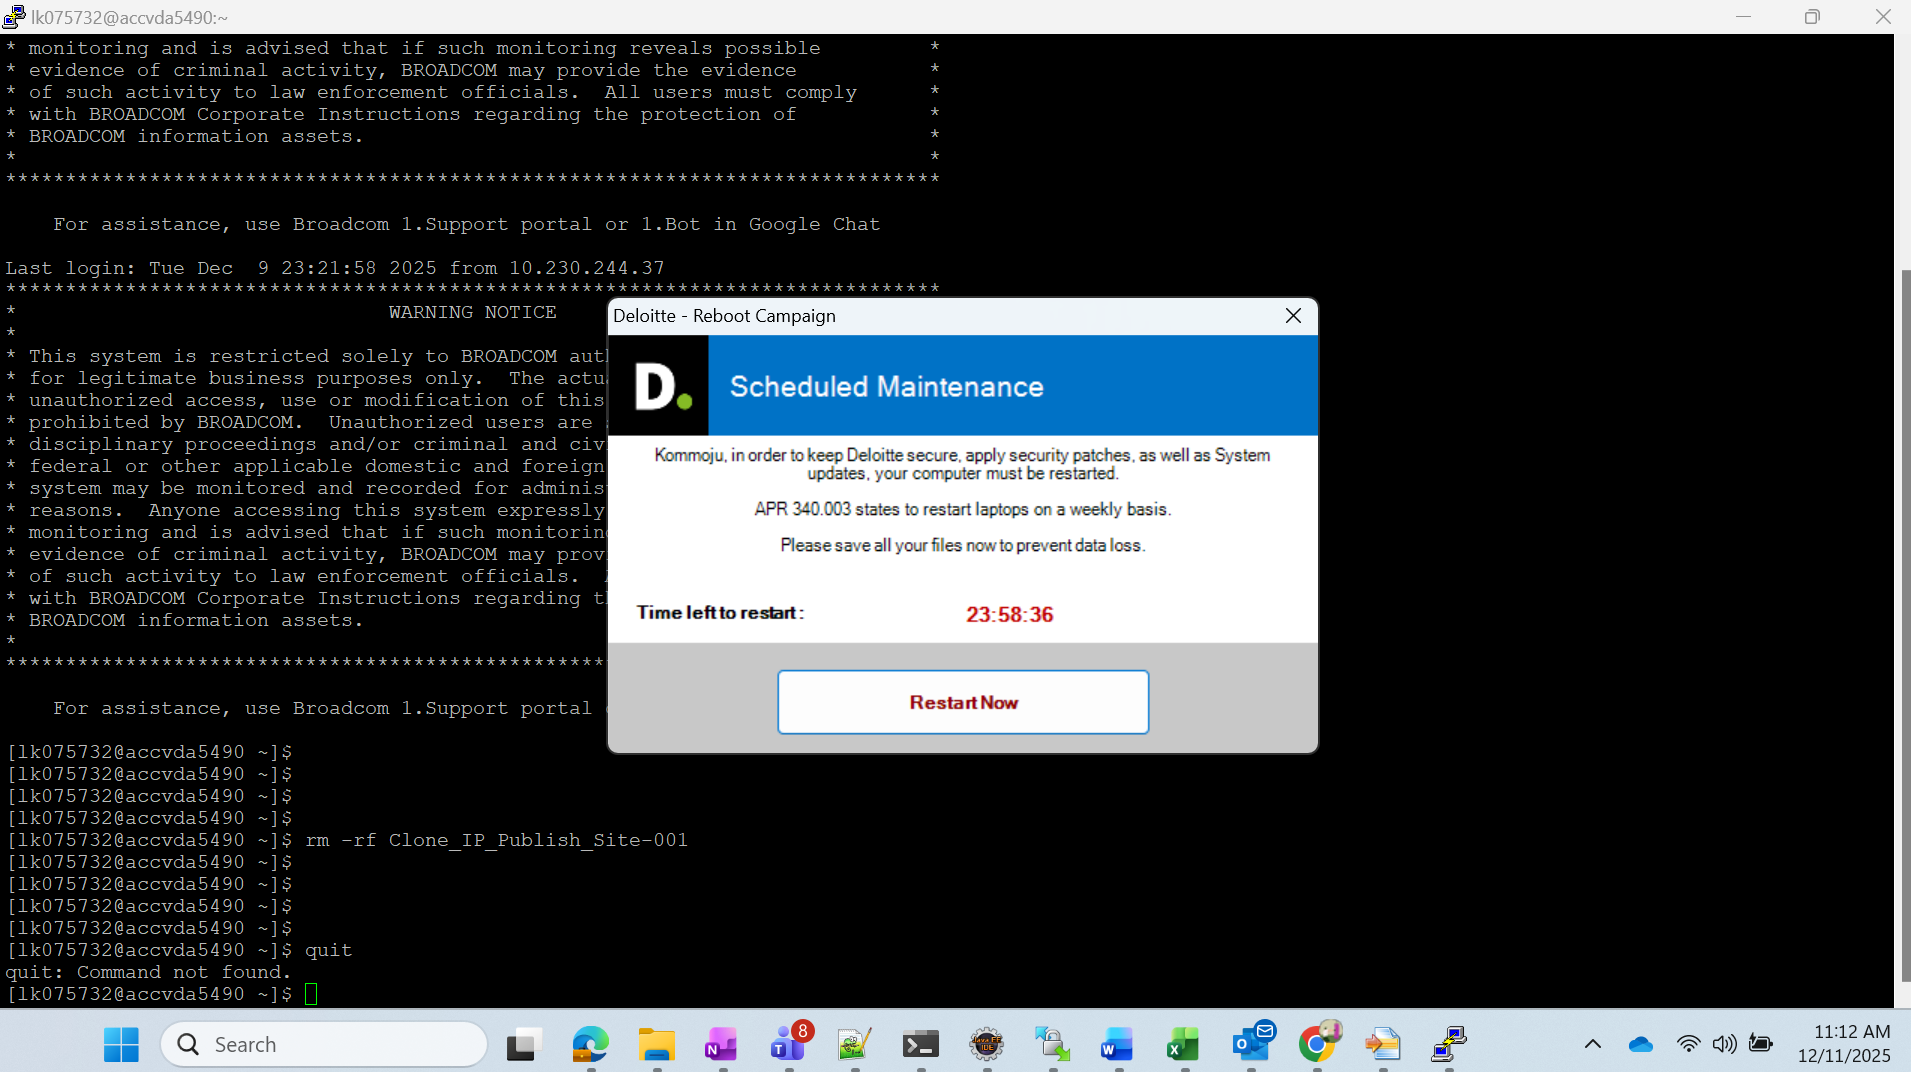 lk075732@accvda5490:~
* monitoring and is advised that if such monitoring reveals possible *
* evidence of criminal activity, BROADCOM may provide the evidence *
* of such activity to law enforcement officials.  All users must comply *
* with BROADCOM Corporate Instructions regarding the protection of *
* BROADCOM information assets. *
* *
******************************************************************************
For assistance, use Broadcom 1.Support portal or 1.Bot in Google Chat
Last login: Tue Dec  9 23:21:58 2025 from 10.230.244.37
******************************************************************************
* WARNING NOTICE
*
* This system is restricted solely to BROADCOM aut
* for legitimate business purposes only.  The actu
* unauthorized access, use or modification of this
* prohibited by BROADCOM.  Unauthorized users are
* disciplinary proceedings and/or criminal and civ
* federal or other applicable domestic and foreign
* system may be monitored and recorded for adminis
* reasons.  Anyone accessing this system expressly
* monitoring and is advised that if such monitorin
* evidence of criminal activity, BROADCOM may prov
* of such activity to law enforcement officials.
* with BROADCOM Corporate Instructions regarding t
* BROADCOM information assets.
*
**************************************************
For assistance, use Broadcom 1.Support portal
[lk075732@accvda5490 ~]$
[lk075732@accvda5490 ~]$
[lk075732@accvda5490 ~]$
[lk075732@accvda5490 ~]$
[lk075732@accvda5490 ~]$ rm -rf Clone_IP_Publish_Site-001
[lk075732@accvda5490 ~]$
[lk075732@accvda5490 ~]$
[lk075732@accvda5490 ~]$
[lk075732@accvda5490 ~]$
[lk075732@accvda5490 ~]$ quit
quit: Command not found.
[lk075732@accvda5490 ~]$
Deloitte - Reboot Campaign
D.
Scheduled Maintenance
Kommoju, in order to keep Deloitte secure, apply security patches, as well as System
updates, your computer must be restarted.
APR 340.003 states to restart laptops on a weekly basis.
Please save all your files now to prevent data loss.
Time left to restart : 23:58:36
Restart Now
Search
8
11:12 AM
12/11/2025